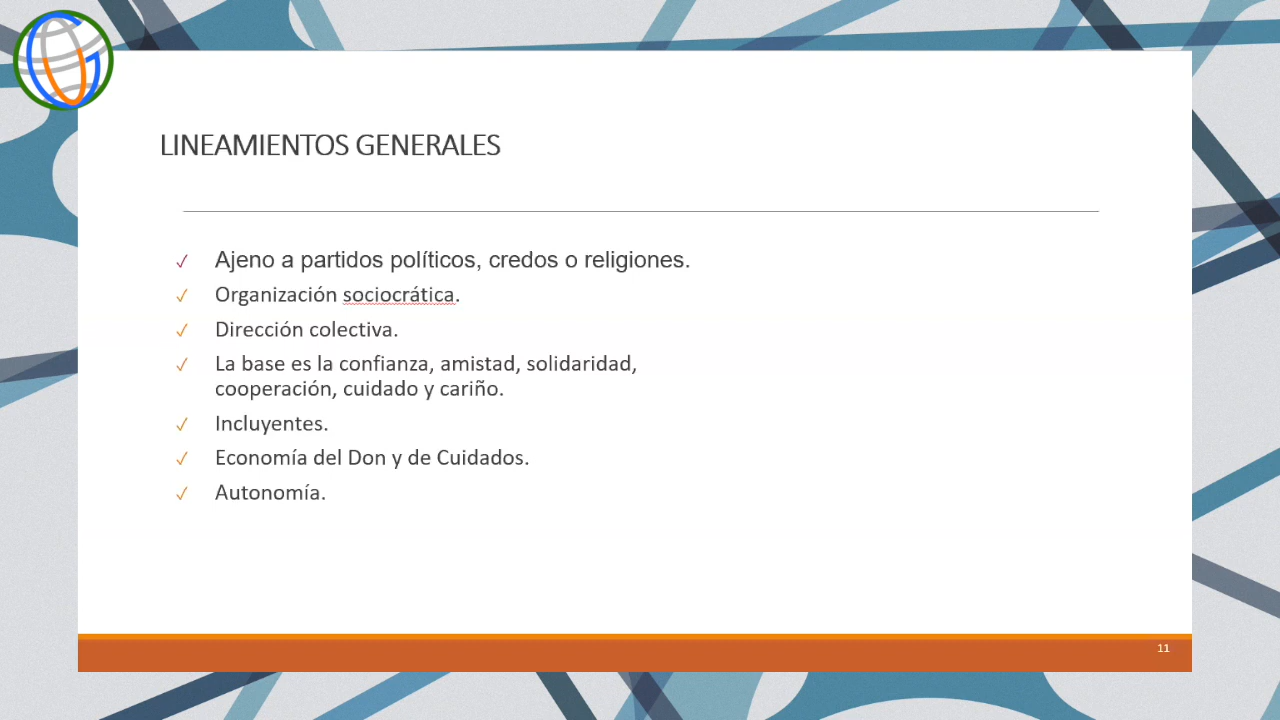 LINEAMIENTOS GENERALES
✓ Ajeno a partidos políticos, credos o religiones.
✓ Organización sociocrática.
✓ Dirección colectiva.
✓ La base es la confianza, amistad, solidaridad,
cooperación, cuidado y cariño.
✓ Incluyentes.
✓ Economía del Don y de Cuidados.
✓ Autonomía.
11